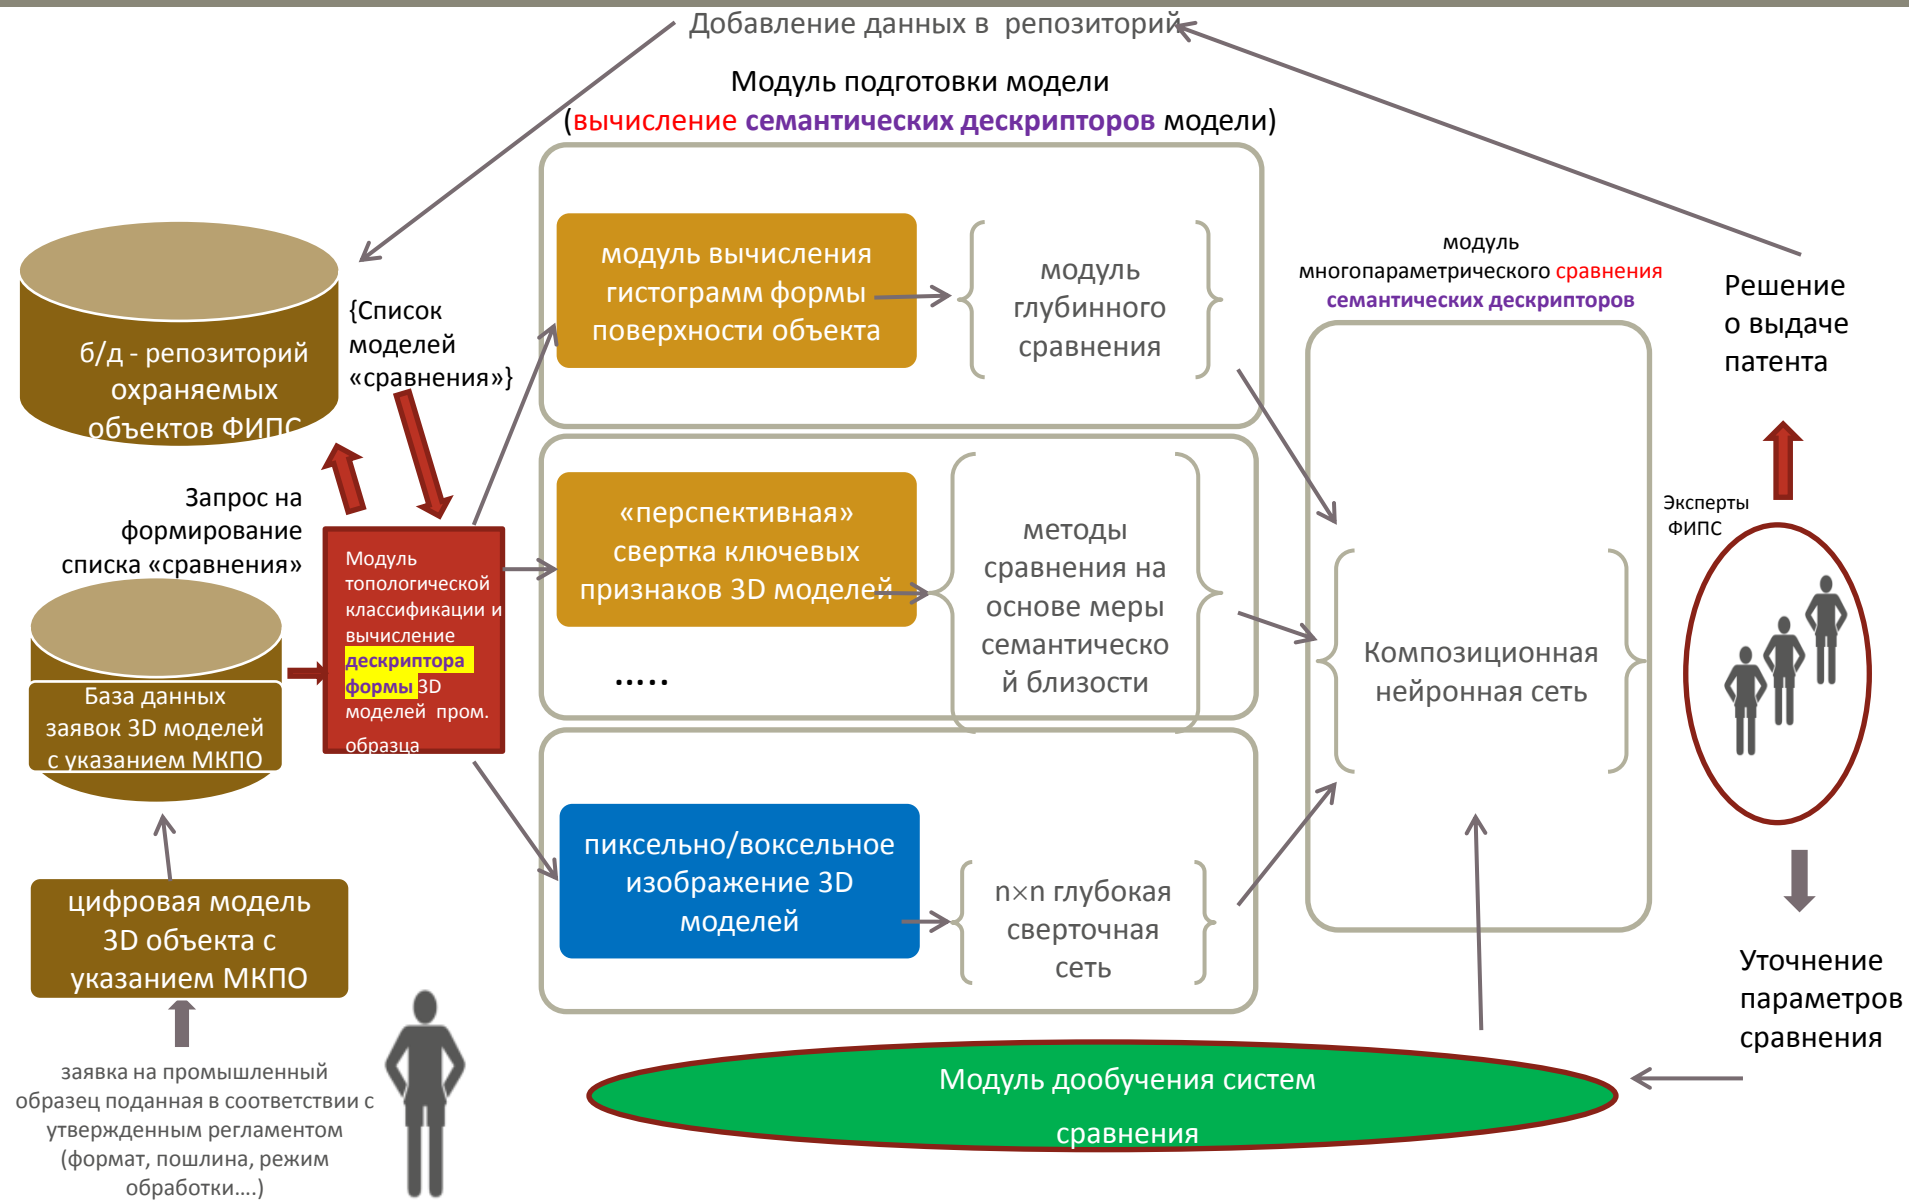 Добавление данных в репозиторий
Модуль подготовки модели
(вычисление семантических дескрипторов модели)
модуль вычисления
гистограмм формы
поверхности объекта
модуль
глубинного
сравнения
модуль
многопараметрического сравнения
семантических дескрипторов
Решение
о выдаче
патента
{Список
моделей
«сравнения»}
б/д - репозиторий
охраняемых
объектов ФИПС
Запрос на
формирование
списка «сравнения»
Модуль
топологической
классификации и
вычисление
дескриптора
формы 3D
моделей пром.
образца
«перспективная»
свертка ключевых
признаков 3D моделей
.....
методы
сравнения на
основе меры
семантическо
й близости
Композиционная
нейронная сеть
Эксперты
ФИПС
База данных
заявок 3D моделей
с указанием МКПО
пиксельно/воксельное
изображение 3D
моделей
n×n глубокая
сверточная
сеть
цифровая модель
3D объекта с
указанием МКПО
Уточнение
параметров
сравнения
заявка на промышленный
образец поданная в соответствии с
утвержденным регламентом
(формат, пошлина, режим
обработки....)
Модуль дообучения систем
сравнения